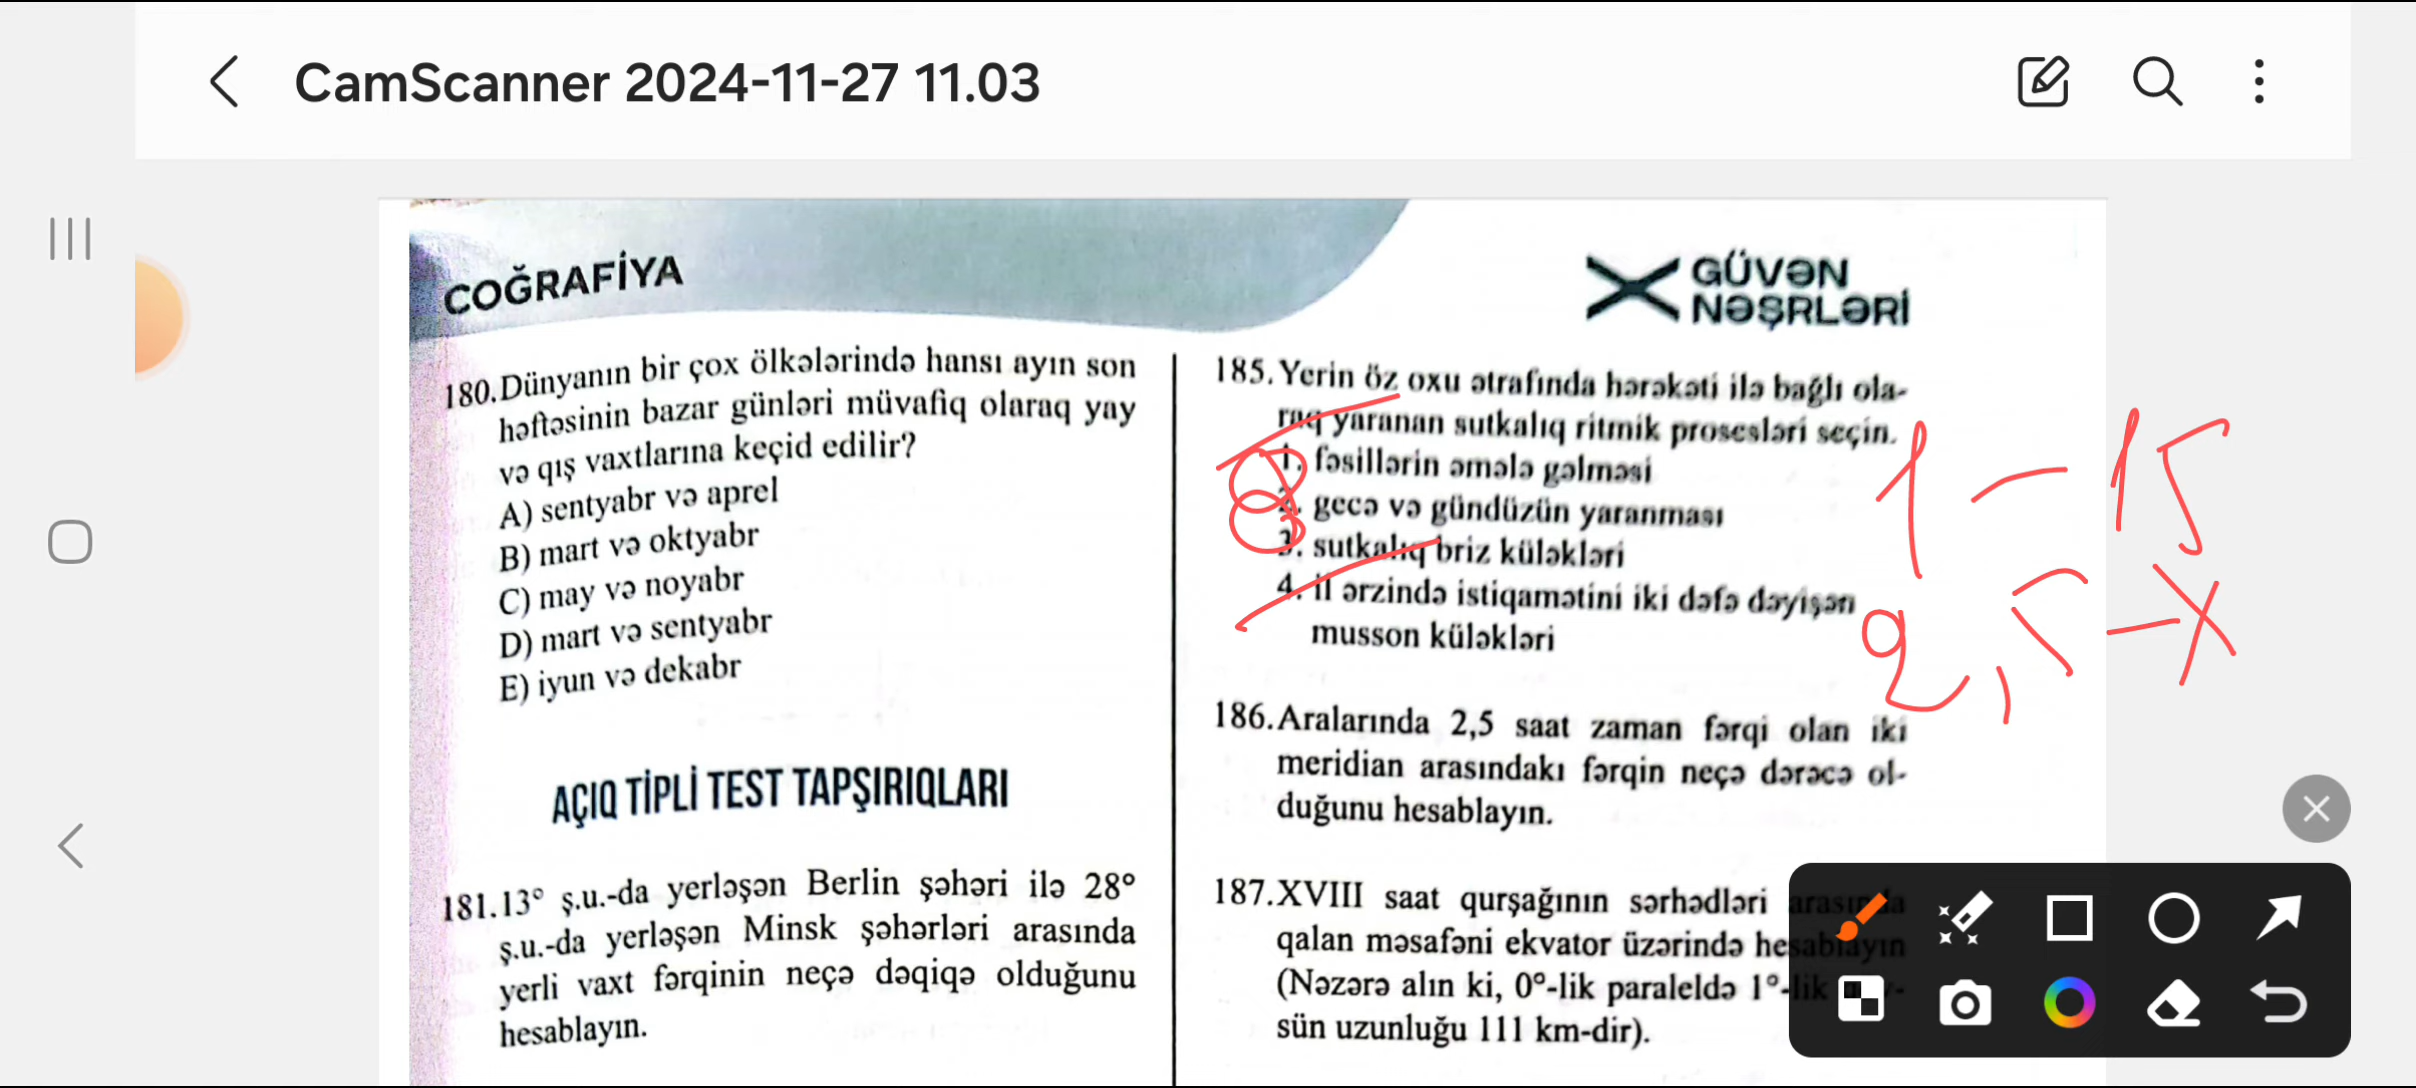 CamScanner 2024-11-27 11.03
COĞRAFİYA
GÜVƏN
NƏŞRLƏRİ
180. Dünyanın bir çox ölkələrində hansı ayın son
həftəsinin bazar günləri müvafiq olaraq yay
və qış vaxtlarına keçid edilir?
A) sentyabr və aprel
B) mart və oktyabr
C) may və noyabr
D) mart və sentyabr
E) iyun və dekabr
AÇIQ TİPLİ TEST TAPŞIRIQLARI
181. 13° ş.u.-da yerləşən Berlin şəhəri ilə 28°
ş.u.-da yerləşən Minsk şəhərləri arasında
yerli vaxt fərqinin neçə dəqiqə olduğunu
hesablayın.
185. Yerin öz oxu ətrafında hərəkəti ilə bağlı ola-
raq yaranan sutkalıq ritmik prosesləri seçin.
1. fəsillərin əmələ gəlməsi
2. gecə və gündüzün yaranması
3. sutkalıq briz küləkləri
4. il ərzində istiqamətini iki dəfə dəyişən
musson küləkləri
1 - 15
2,5 - x
186. Aralarında 2,5 saat zaman fərqi olan iki
meridian arasındakı fərqin neçə dərəcə ol-
duğunu hesablayın.
187. XVIII saat qurşağının sərhədləri arasında
qalan məsafəni ekvator üzərində hesablayın
(Nəzərə alın ki, 0°-lik paraleldə 1°-lik
sün uzunluğu 111 km-dir).